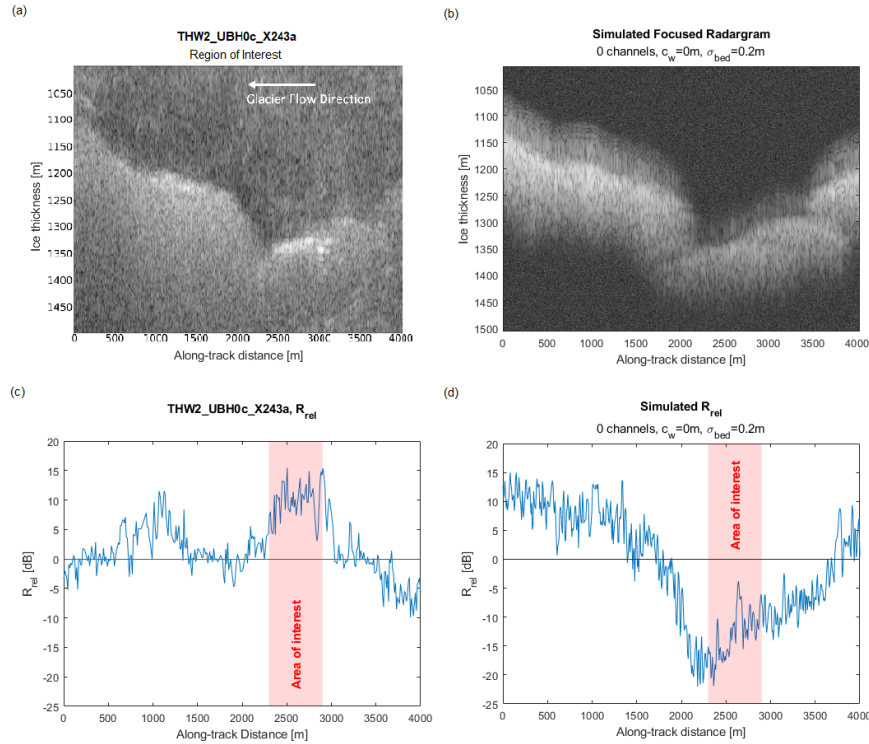 (a)
THW2_UBH0c_X243a
Region of Interest
Glacier Flow Direction
Ice thickness [m]
1050
1100
1150
1200
1250
1300
1350
1400
1450
0 500 1000 1500 2000 2500 3000 3500 4000
Along-track distance [m]
(b)
Simulated Focused Radargram
0 channels, c_w=0m, σ_bed=0.2m
Ice thickness [m]
1050
1100
1150
1200
1250
1300
1350
1400
1450
1500
0 500 1000 1500 2000 2500 3000 3500 4000
Along-track distance [m]
(c)
THW2_UBH0c_X243a, R_rel
R_rel [dB]
20
15
10
5
0
-5
-10
-15
-20
-25
Area of interest
0 500 1000 1500 2000 2500 3000 3500 4000
Along-track Distance [m]
(d)
Simulated R_rel
0 channels, c_w=0m, σ_bed=0.2m
R_rel [dB]
20
15
10
5
0
-5
-10
-15
-20
-25
Area of interest
0 500 1000 1500 2000 2500 3000 3500 4000
Along-track distance [m]